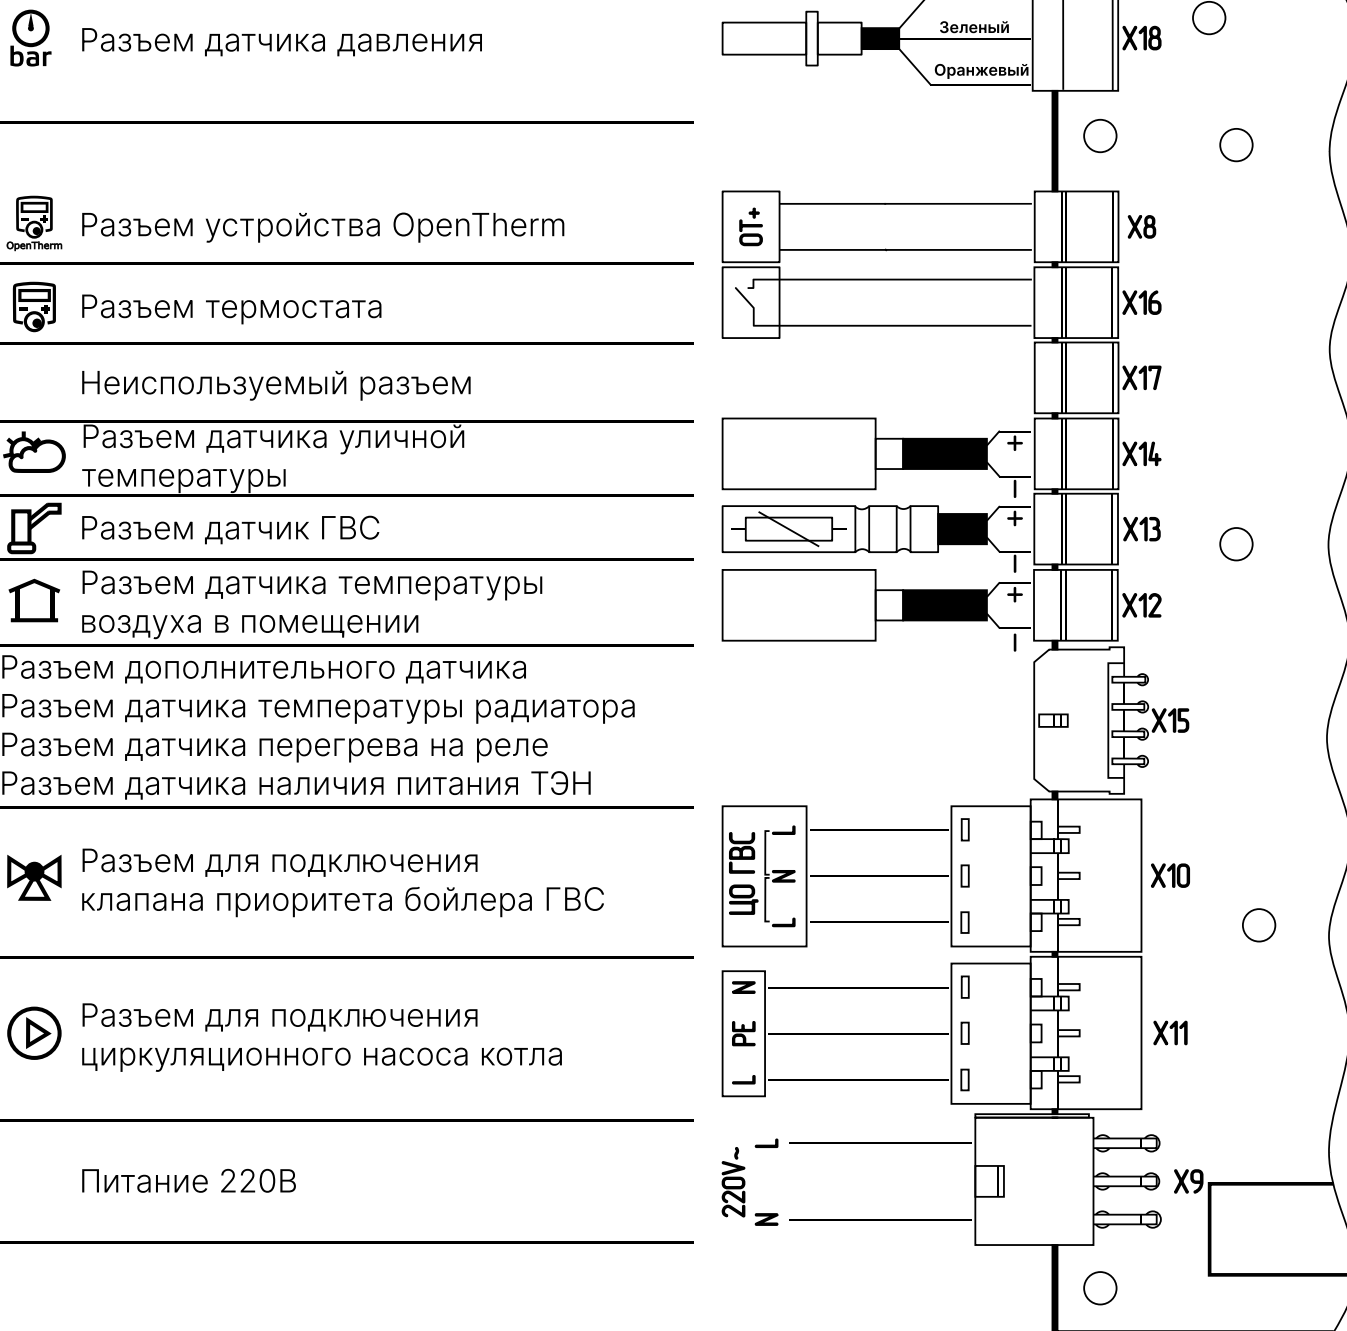 bar
Разъем датчика давления
Зеленый
Оранжевый
X18
OpenTherm
Разъем устройства OpenTherm
OT+
X8
Разъем термостата
X16
Неиспользуемый разъем
X17
Разъем датчика уличной
температуры
+
−
X14
Разъем датчик ГВС
+
−
X13
Разъем датчика температуры
воздуха в помещении
+
−
X12
Разъем дополнительного датчика
Разъем датчика температуры радиатора
Разъем датчика перегрева на реле
Разъем датчика наличия питания ТЭН
X15
Разъем для подключения
клапана приоритета бойлера ГВС
ЦО ГВС
L
N
L
X10
Разъем для подключения
циркуляционного насоса котла
N
PE
L
X11
Питание 220В
220V~
L
N
X9